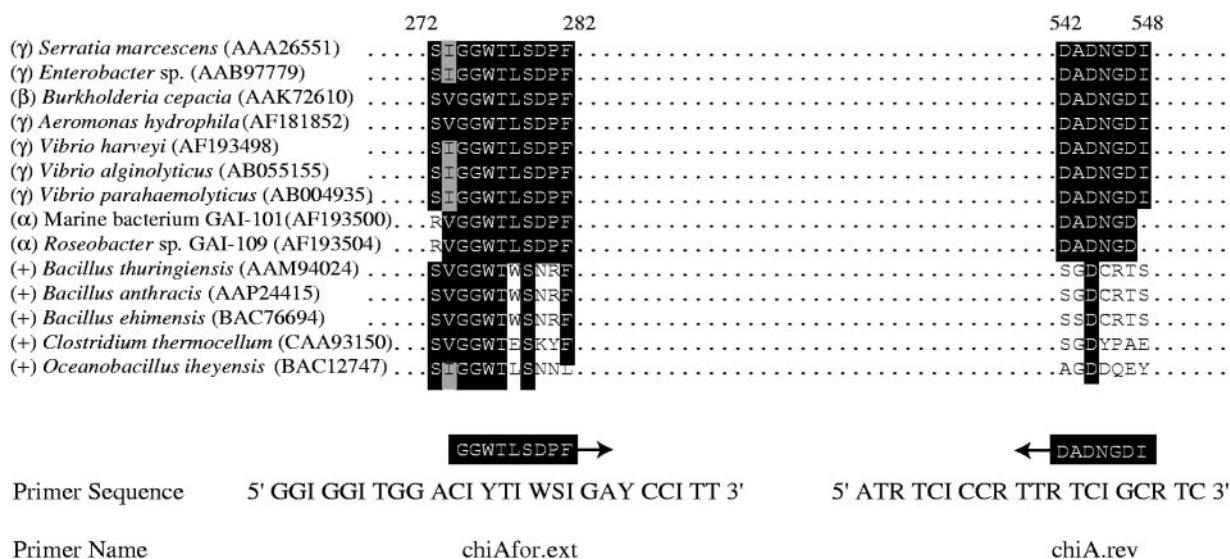 272 282 542 548
(γ) Serratia marcescens (AAA26551) ..... SIGGWTLSDPF ..... DADNGDI .....
(γ) Enterobacter sp. (AAB97779) ..... SIGGWTLSDPF ..... DADNGDI .....
(β) Burkholderia cepacia (AAK72610) ..... SVGGWTLSDPF ..... DADNGDI .....
(γ) Aeromonas hydrophila(AF181852) ..... SVGGWTLSDPF ..... DADNGDI .....
(γ) Vibrio harveyi (AF193498) ..... SIGGWTLSDPF ..... DADNGDI .....
(γ) Vibrio alginolyticus (AB055155) ..... SIGGWTLSDPF ..... DADNGDI .....
(γ) Vibrio parahaemolyticus (AB004935) ..... SIGGWTLSDPF ..... DADNGDI .....
(α) Marine bacterium GAI-101(AF193500) .... RVGGWTLSDPF ..... DADNGD .....
(α) Roseobacter sp. GAI-109 (AF193504) ..... RVGGWTLSDPF ..... DADNGD .....
(+) Bacillus thuringiensis (AAM94024) ..... SVGGWTWSNRF ..... SGDCRTS .....
(+) Bacillus anthracis (AAP24415) ..... SVGGWTWSNRF ..... SGDCRTS .....
(+) Bacillus ehimensis (BAC76694) ..... SVGGWTWSNRF ..... SSDCRTS .....
(+) Clostridium thermocellum (CAA93150) ..... SVGGWTESKYF ..... SGDYPAE .....
(+) Oceanobacillus iheyensis (BAC12747) ..... SIGGWTLSNNL ..... AGDDQEY .....
GGWTLSDPF DADNGDI
Primer Sequence 5' GGI GGI TGG ACI YTI WSI GAY CCI TT 3' 5' ATR TCI CCR TTR TCI GCR TC 3'
Primer Name chiAfor.ext chiA.rev